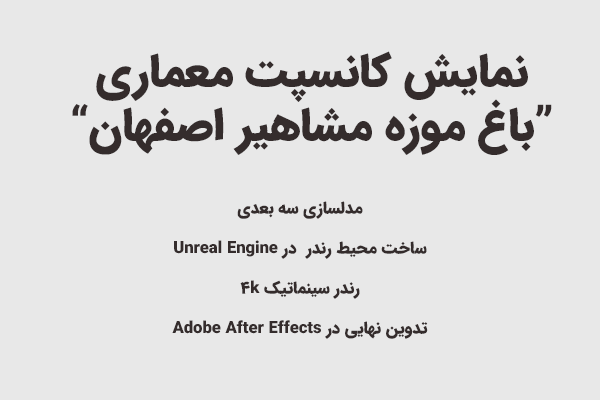 نمایش کانسپت معماری
”باغ موزه مشاهیر اصفهان“
مدلسازی سه بعدی
ساخت محیط رندر در Unreal Engine
رندر سینماتیک ۴k
تدوین نهایی در Adobe After Effects